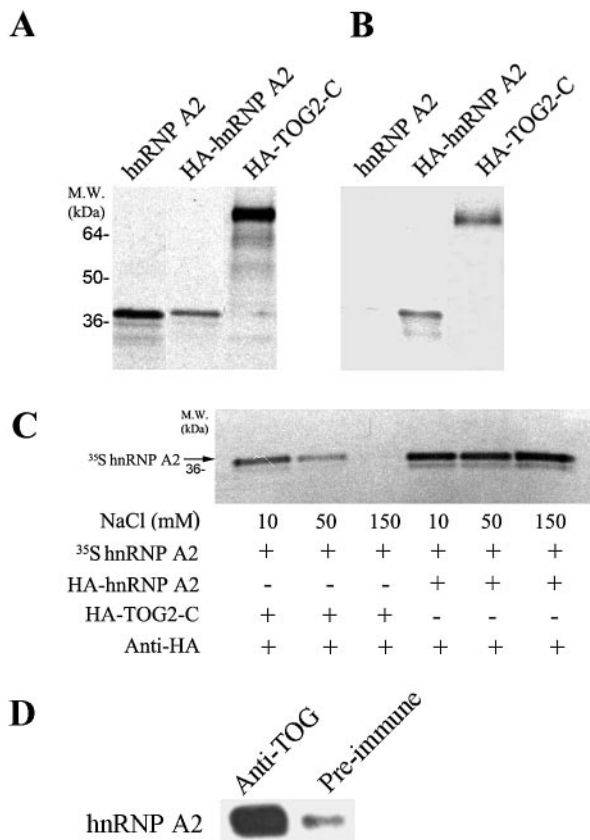 A
B
hnRNP A2
HA-hnRNP A2
HA-TOG2-C
hnRNP A2
HA-hnRNP A2
HA-TOG2-C
M.W.
(kDa)
64-
50-
36-
C
M.W.
(kDa)
³⁵S hnRNP A2
36-
NaCl (mM) 10 50 150 10 50 150
³⁵S hnRNP A2 + + + + + +
HA-hnRNP A2 - - - + + +
HA-TOG2-C + + + - - -
Anti-HA + + + + + +
D
Anti-TOG
Pre-immune
hnRNP A2